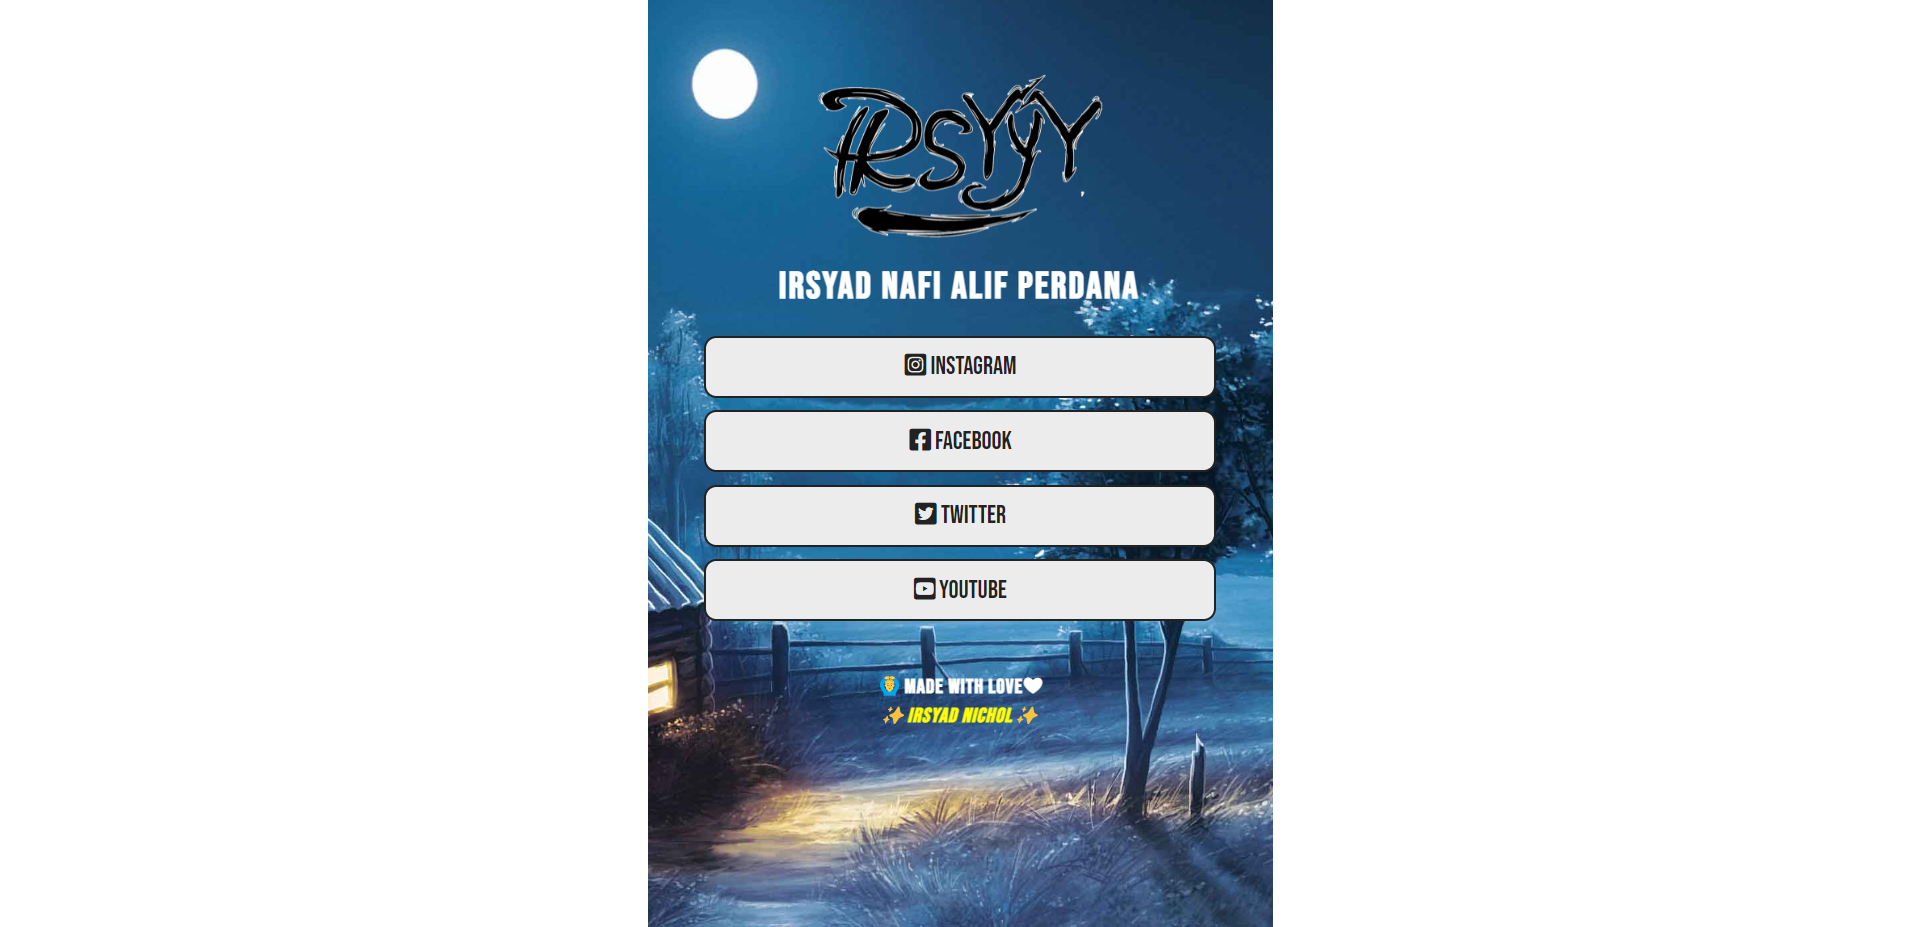 IRSYYY
IRSYAD NAFI ALIF PERDANA
INSTAGRAM
FACEBOOK
TWITTER
YOUTUBE
MADE WITH LOVE
IRSYAD NICHOL